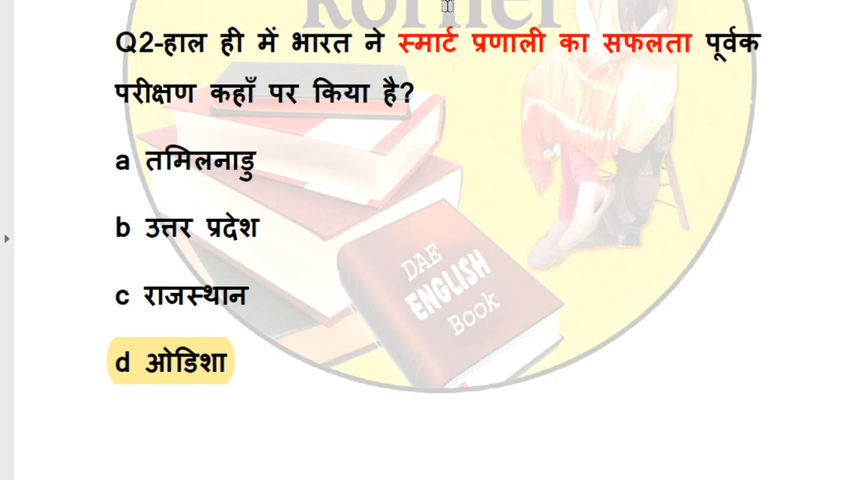 korner
Q2-हाल ही में भारत ने स्मार्ट प्रणाली का सफलता पूर्वक
परीक्षण कहाँ पर किया है?
a तमिलनाडु
b उत्तर प्रदेश
c राजस्थान
d ओडिशा
DAE
ENGLISH
Book